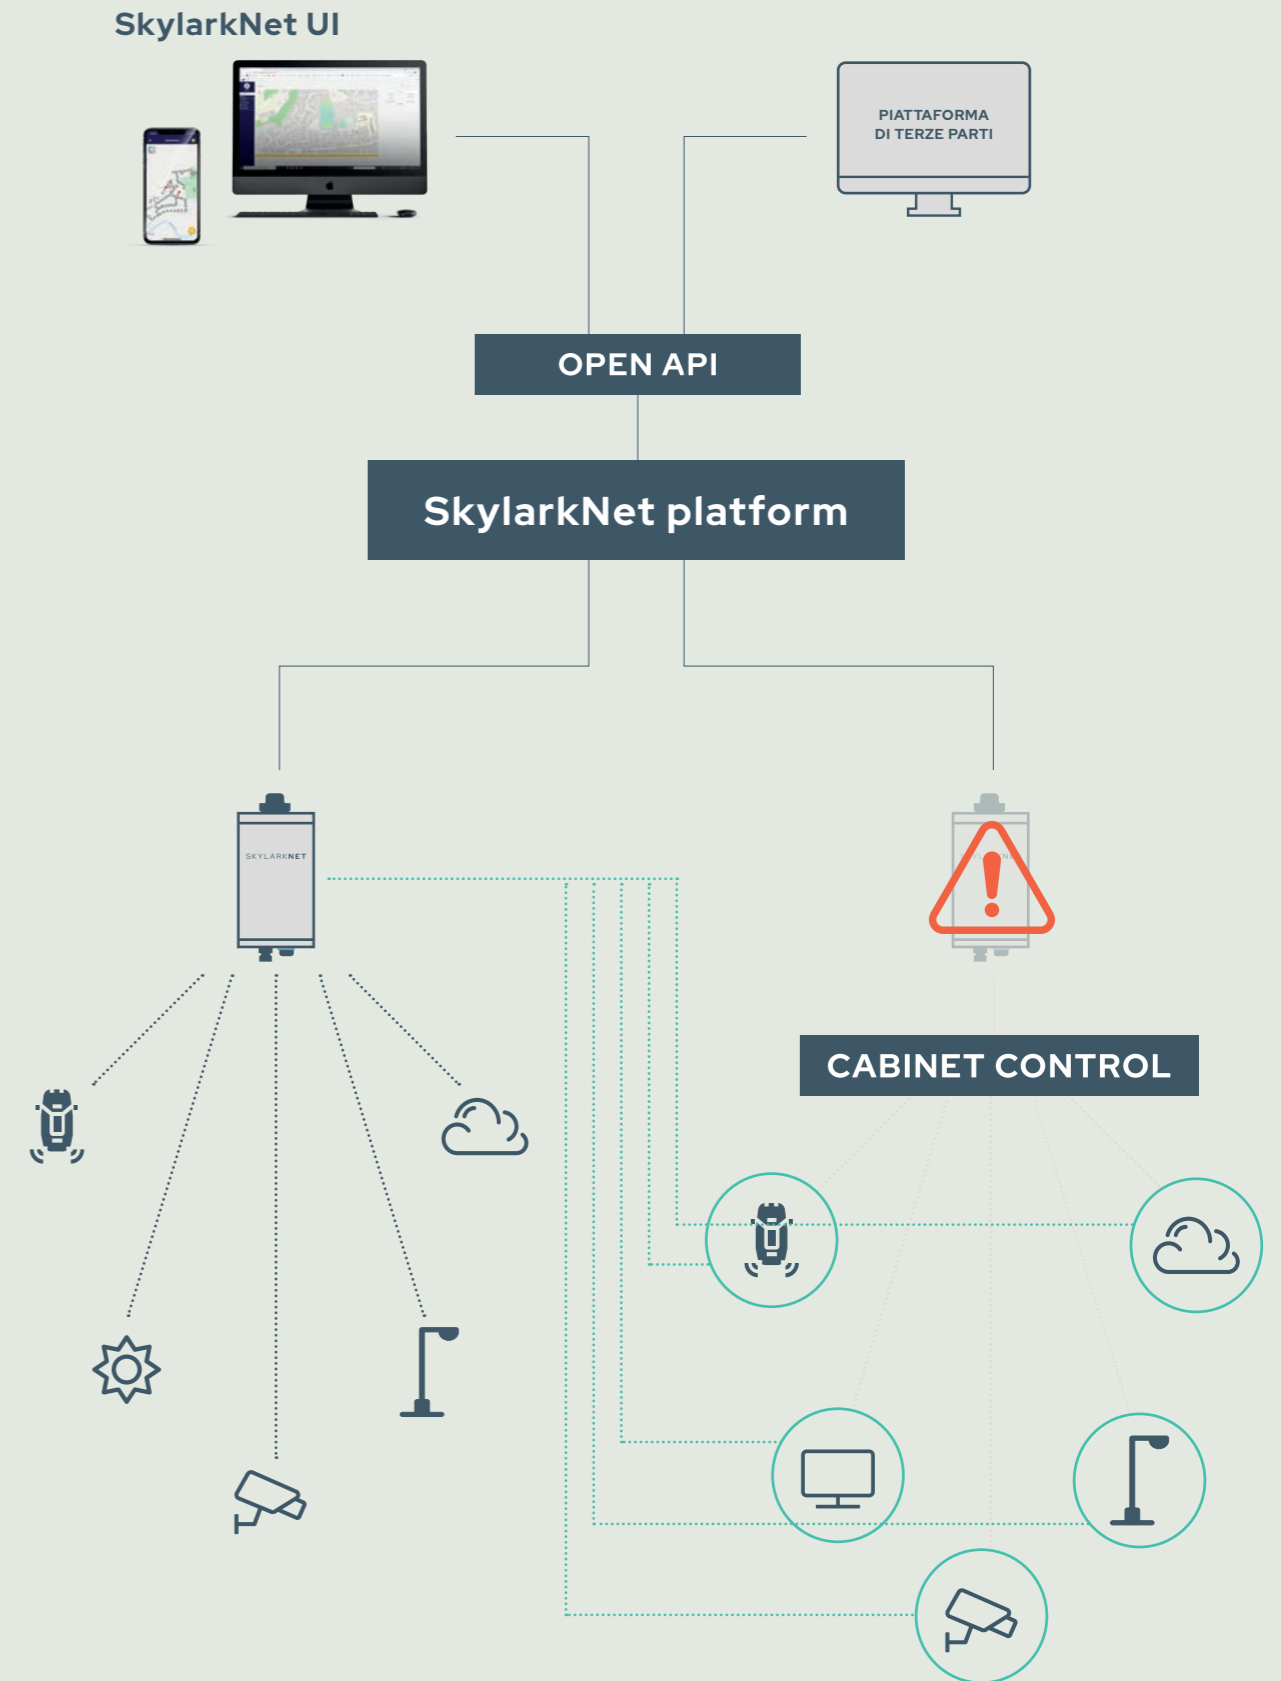 SkylarkNet UI
PIATTAFORMA
DI TERZE PARTI
OPEN API
SkylarkNet platform
SKYLARKNET
CABINET CONTROL